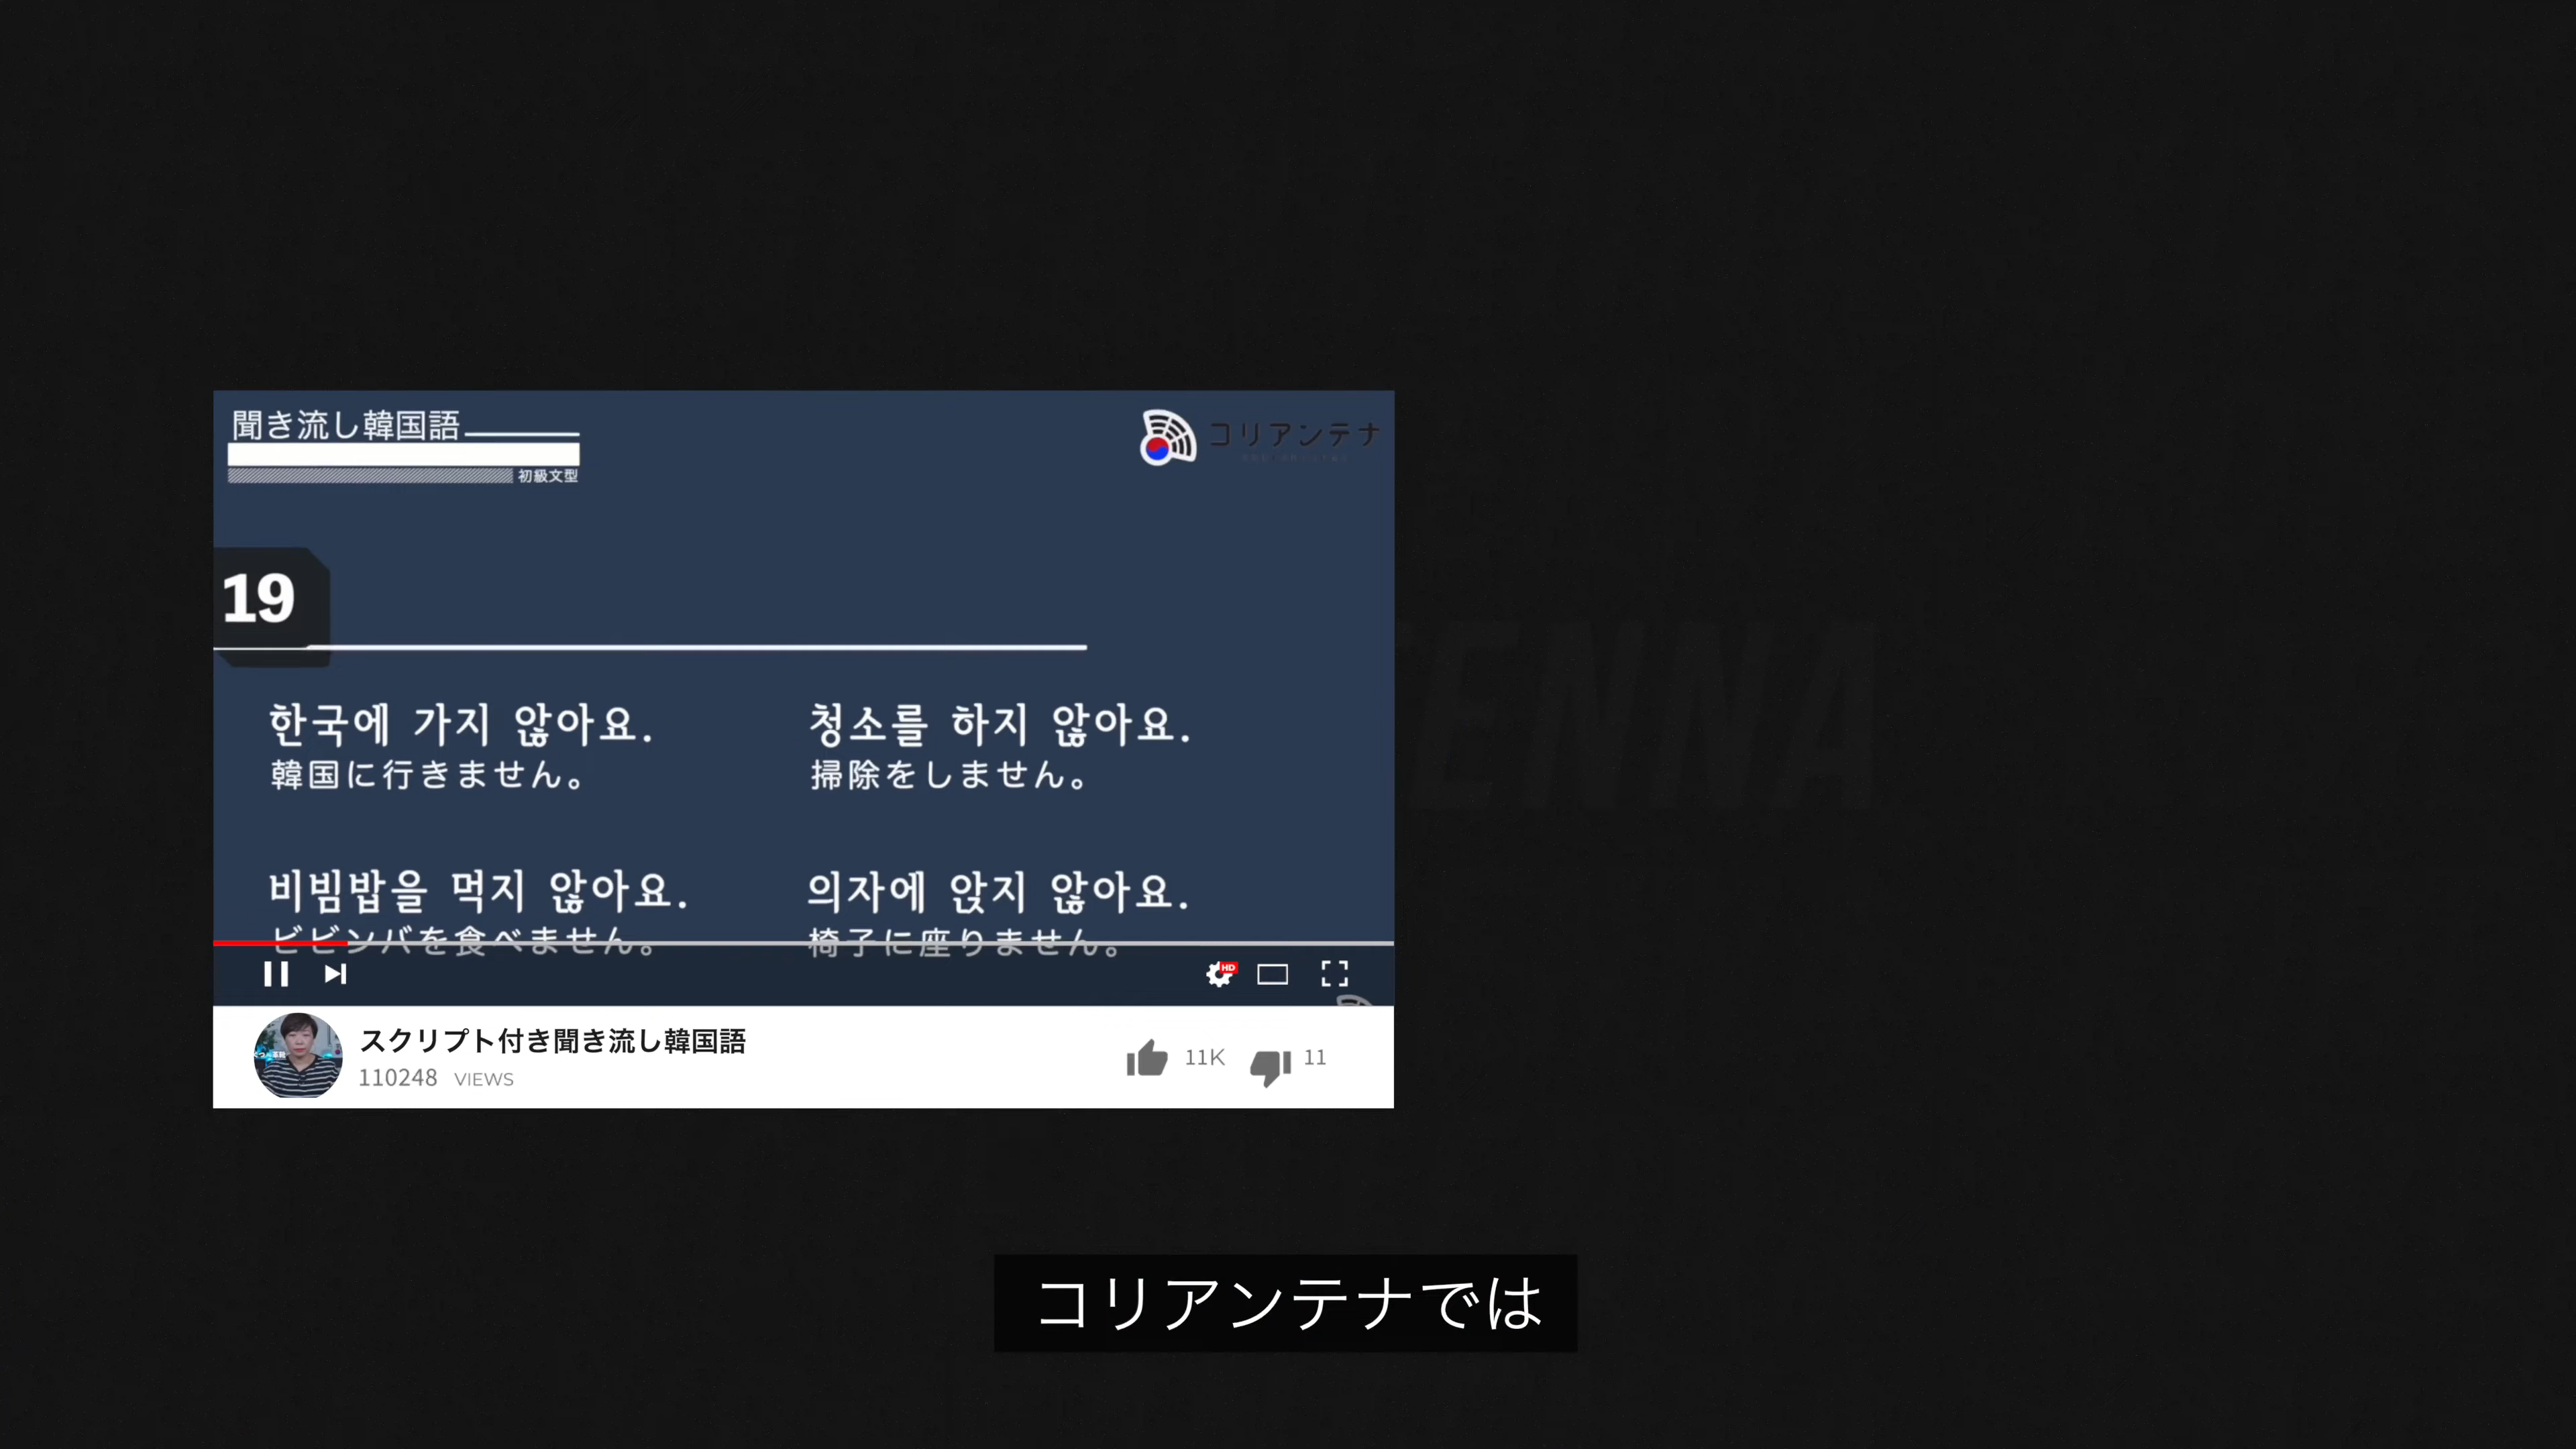 聞き流し韓国語
初級文型
コリアンテナ
19
한국에 가지 않아요.
韓国に行きません。
청소를 하지 않아요.
掃除をしません。
비빔밥을 먹지 않아요.
ビビンバを食べません。
의자에 앉지 않아요.
椅子に座りません。
HD
スクリプト付き聞き流し韓国語
110248 VIEWS
11K
11
ENNA
コリアンテナでは